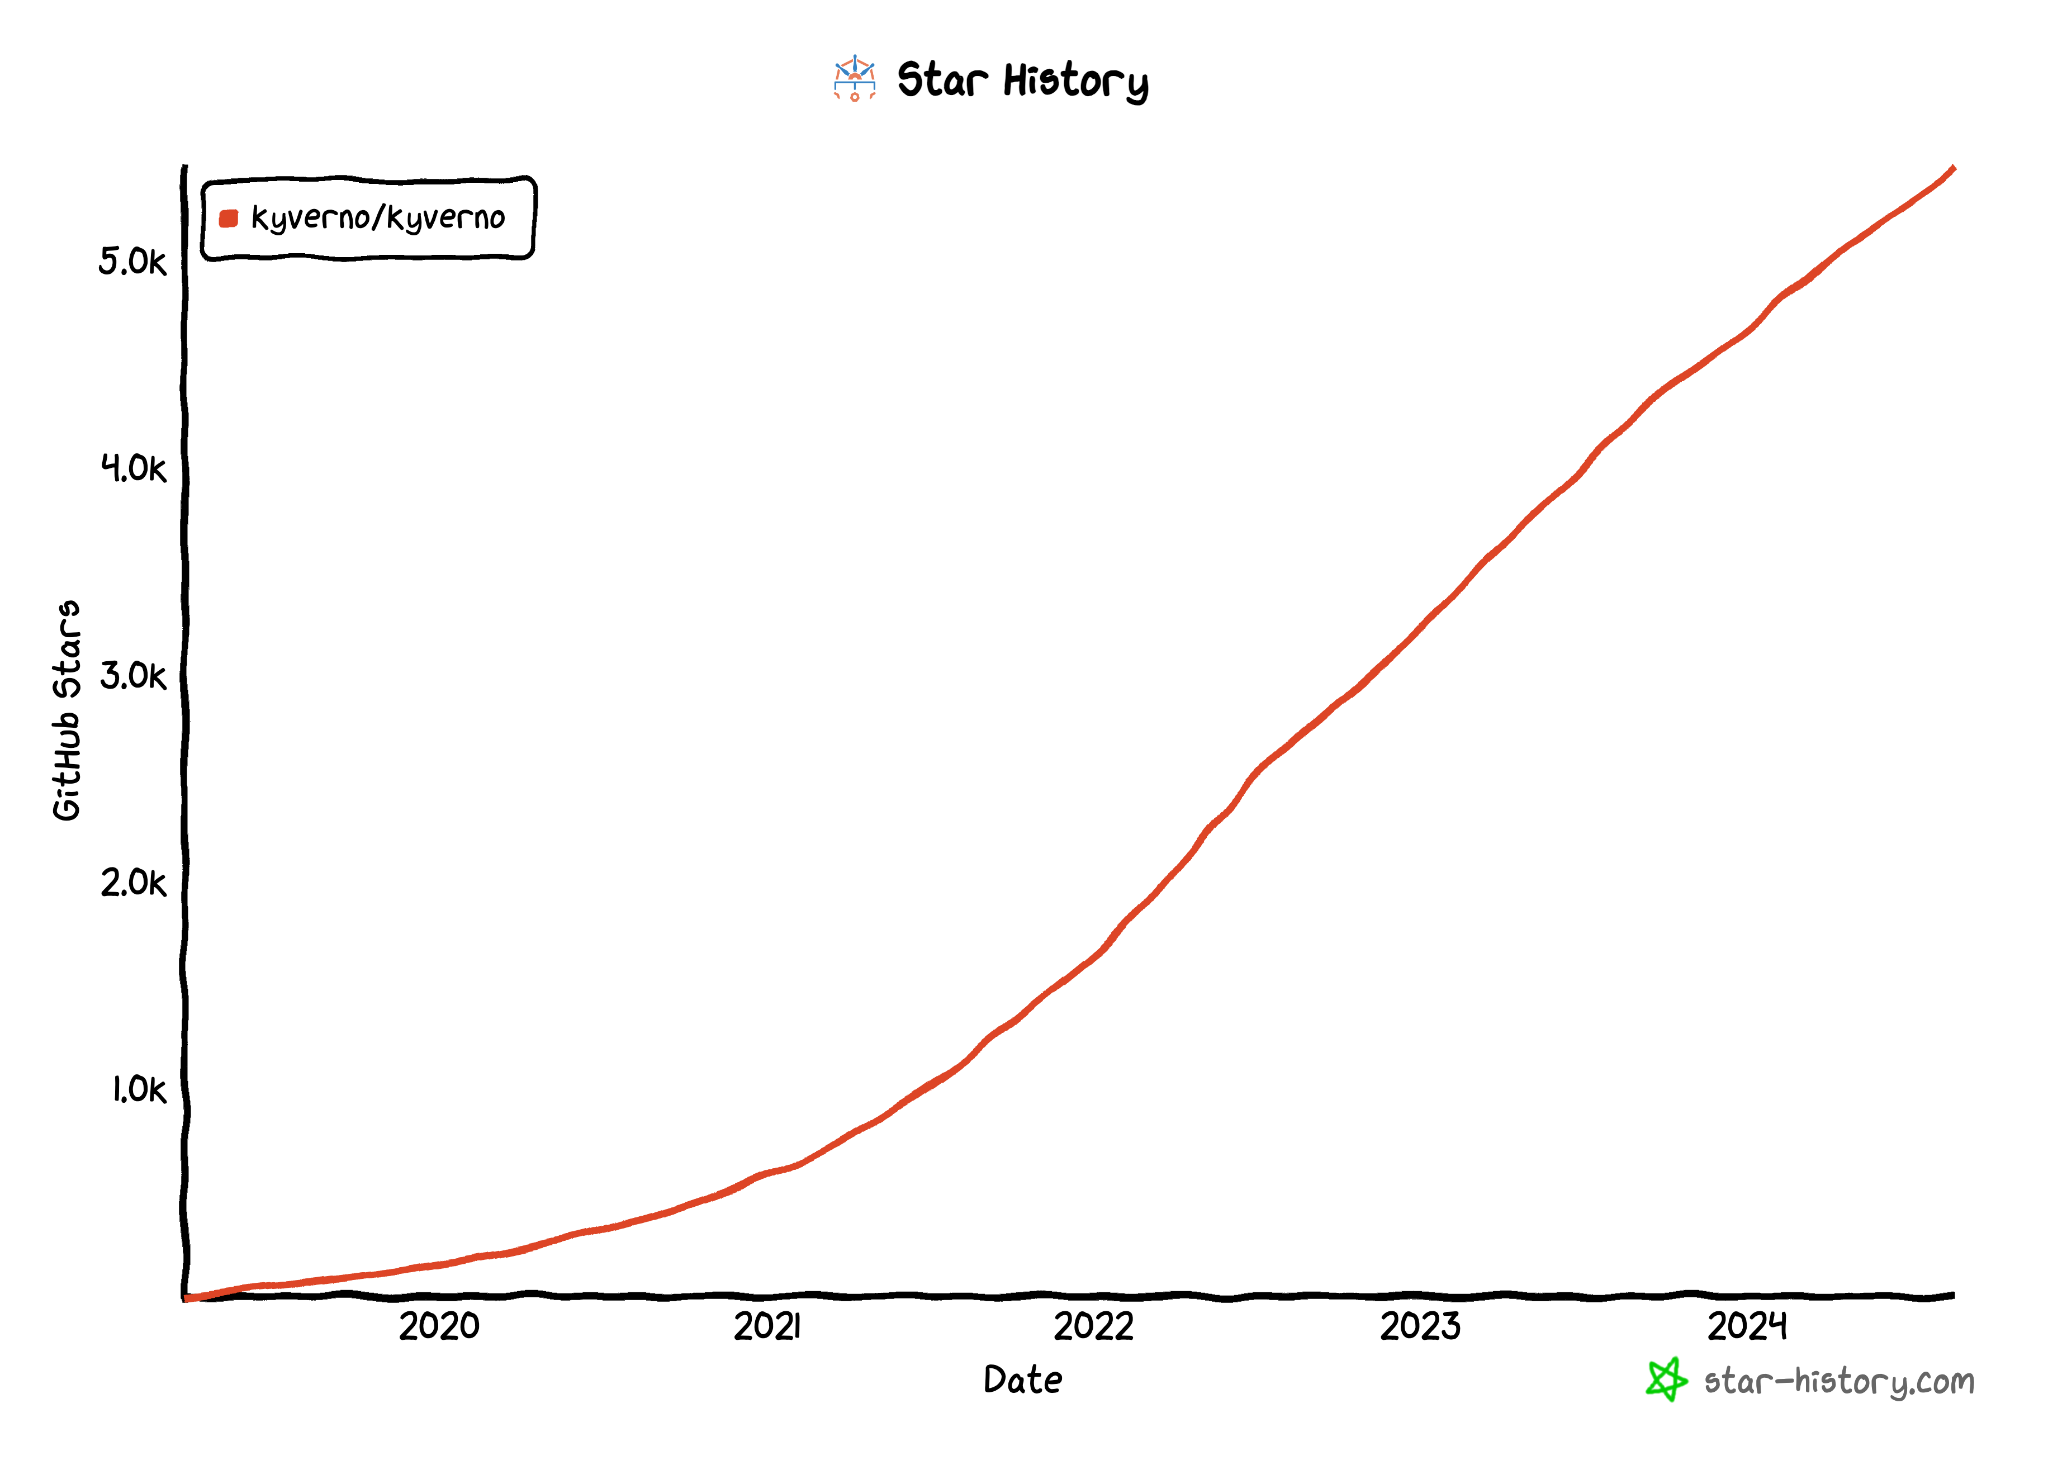 Star History
kyverno/kyverno
5.0K
4.0K
3.0K
2.0K
1.0K
GitHub Stars
2020 2021 2022 2023 2024
Date
star-history.com